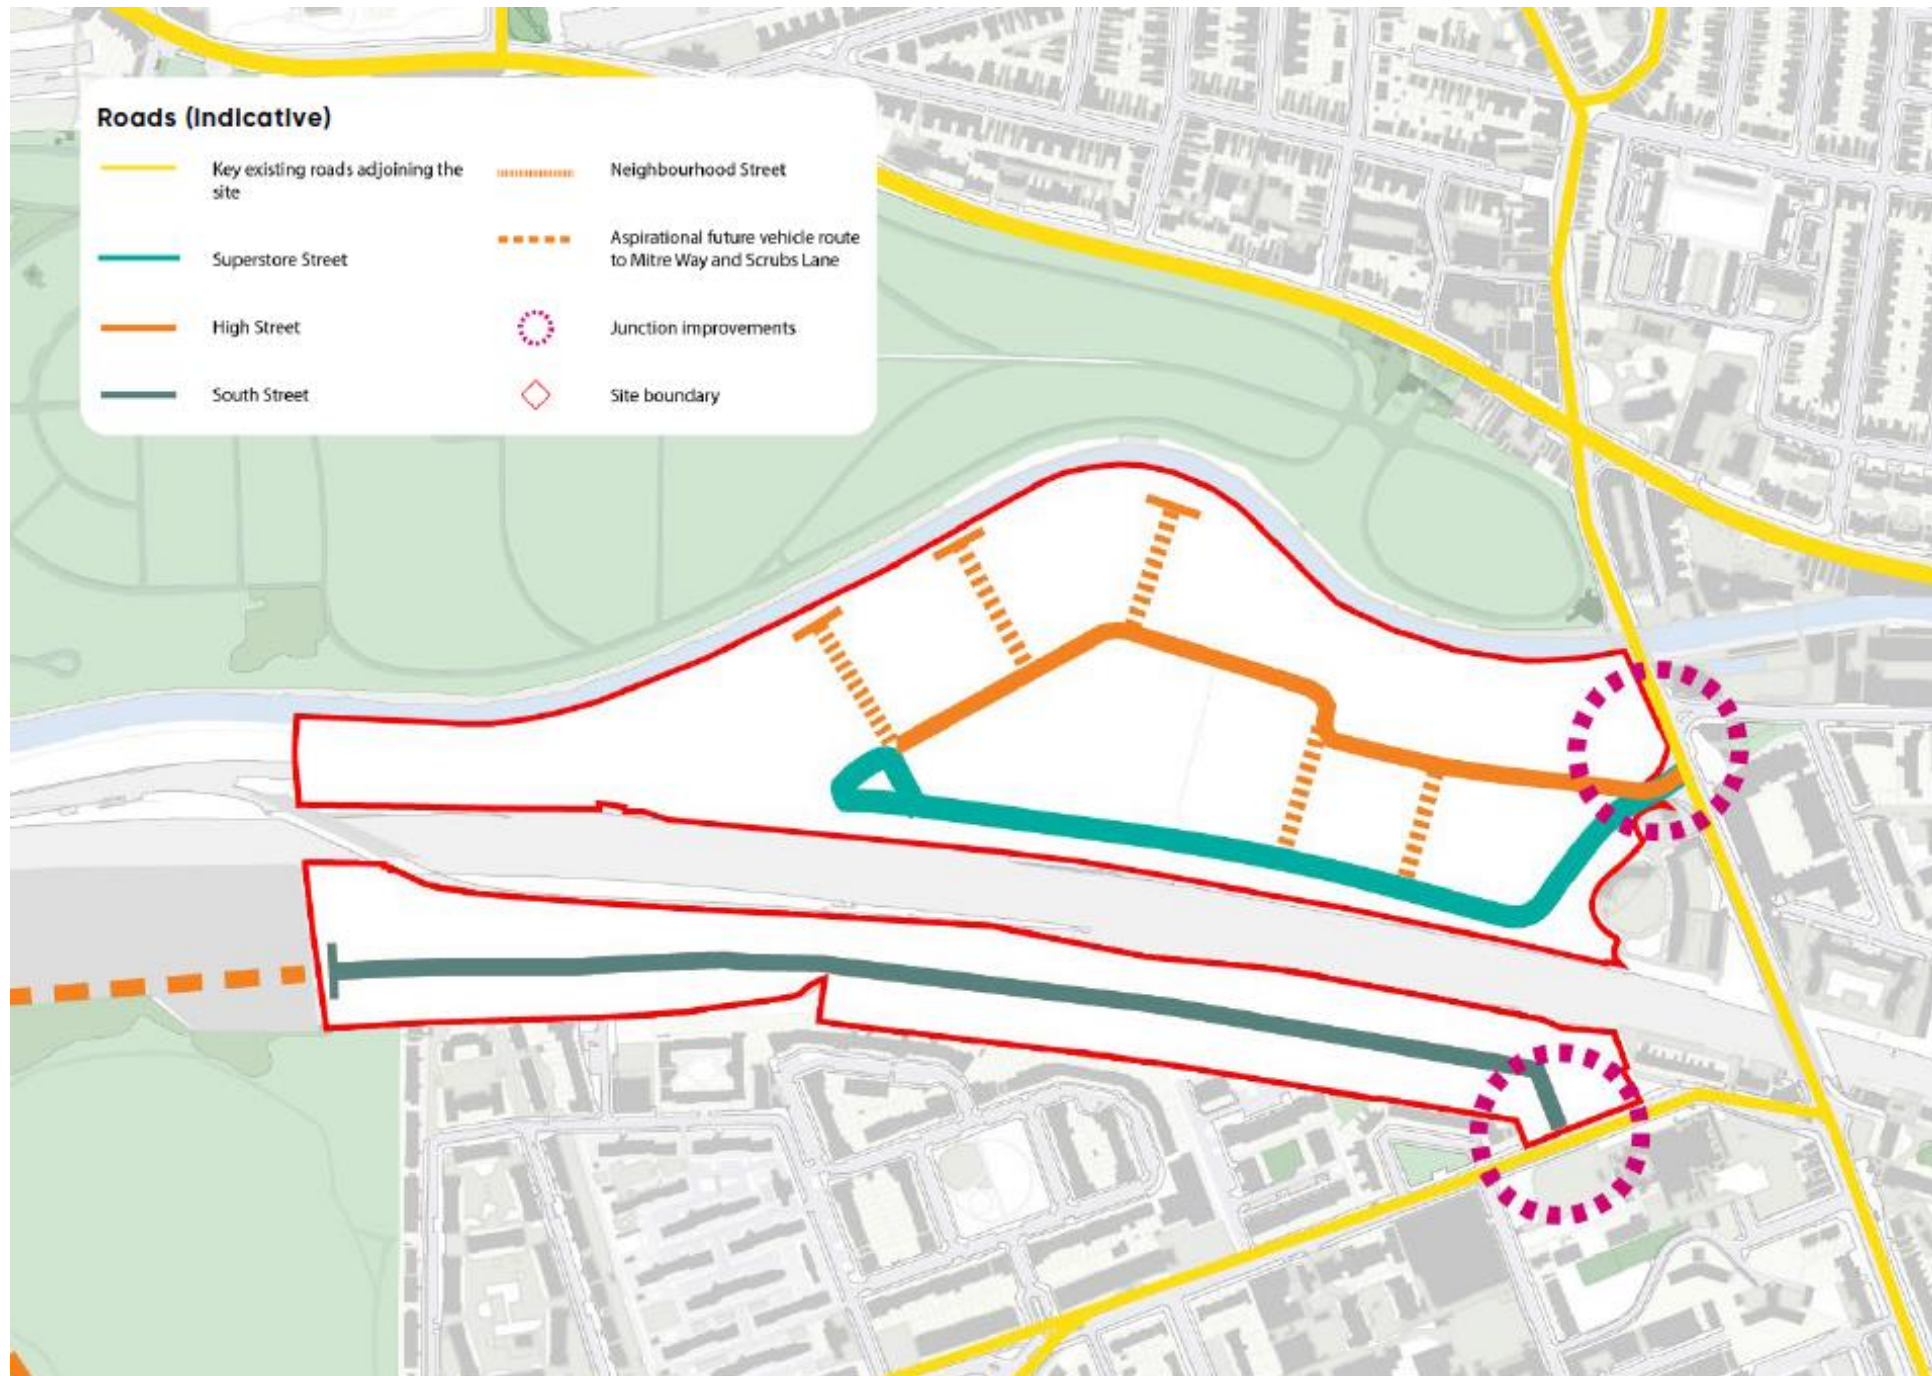 Roads (indicative)
Key existing roads adjoining the
site
Superstore Street
High Street
South Street
Neighbourhood Street
Aspirational future vehicle route
to Mitre Way and Scrubs Lane
Junction improvements
Site boundary